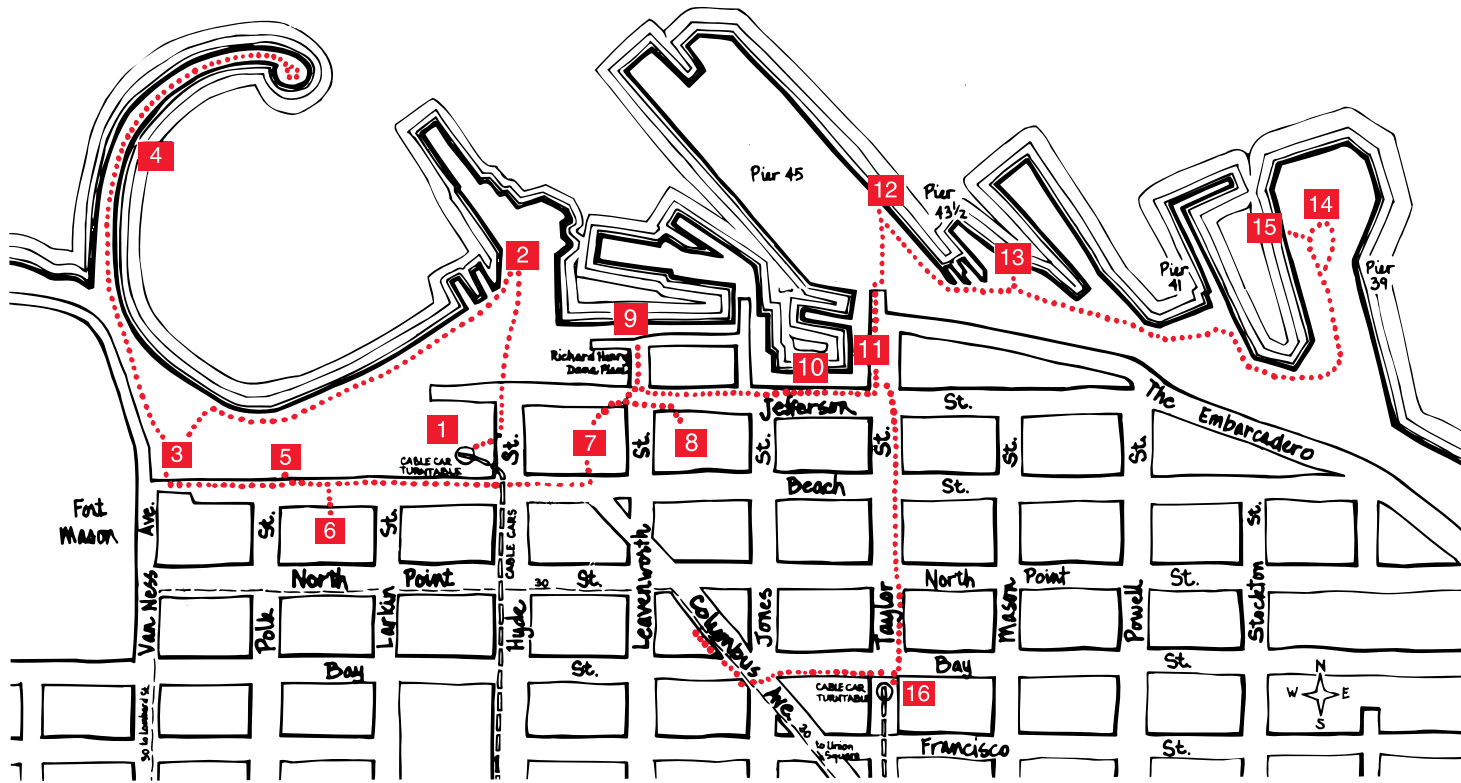 4
Pier 45
12
Pier
43½
14
15
2
13
Pier
41
Pier
39
9
Richard Henry
Dana Place
11
10
Jefferson
St.
The Embarcadero
1
CABLE CAR
TURNTABLE
3
5
7
8
St.
St.
St.
St.
St.
St.
Beach
St.
Fort
Mason
6
Van Ness
Ave.
Polk
St.
Larkin
St.
Hyde
CABLE CARS
Leavenworth
Jones
Taylor
Mason
Powell
Stockton
St.
North
Point
30
St.
North
Point
St.
Columbus
Ave.
30
to Union
Square
Bay
St.
Bay
St.
30 to Lombard St.
CABLE CAR
TURNTABLE
16
N
W
E
S
Francisco
St.